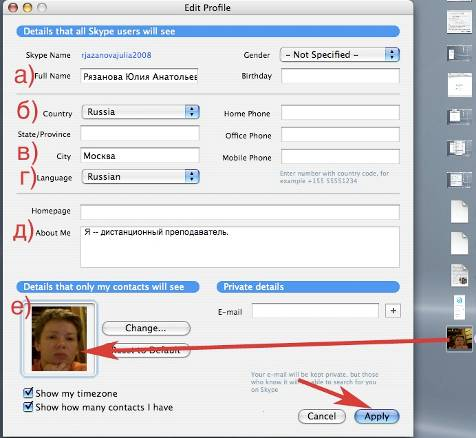 Edit Profile
Details that all Skype users will see
Skype Name rjazanovajulia2008 Gender – Not Specified –
а) Full Name Рязанова Юлия Анатольев Birthday
б) Country Russia Home Phone
State/Province Office Phone
в) City Москва Mobile Phone
г) Language Russian Enter number with country code, for
example +155 55551234
Homepage
д) About Me Я -- дистанционный преподаватель.
Details that only my contacts will see Private details
е) E-mail +
Change...
Reset to Default
Your e-mail will be kept private, but those
who know it will be able to search for you
on Skype
Show my timezone
Show how many contacts I have Cancel Apply